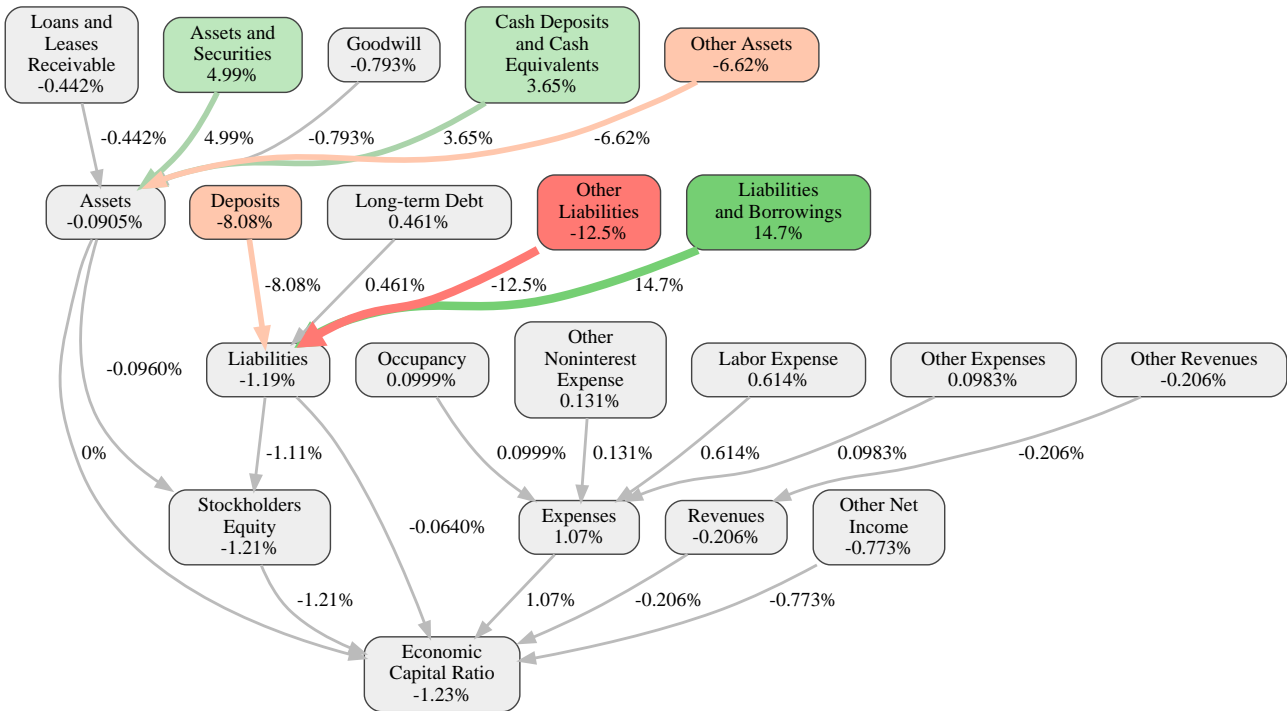 Loans and
Leases
Receivable
-0.442%
Assets and
Securities
4.99%
Goodwill
-0.793%
Cash Deposits
and Cash
Equivalents
3.65%
Other Assets
-6.62%
-0.442%
4.99%
-0.793%
3.65%
-6.62%
Assets
-0.0905%
Deposits
-8.08%
Long-term Debt
0.461%
Other
Liabilities
-12.5%
Liabilities
and Borrowings
14.7%
-8.08%
0.461%
-12.5%
14.7%
-0.0960%
Liabilities
-1.19%
Occupancy
0.0999%
Other
Noninterest
Expense
0.131%
Labor Expense
0.614%
Other Expenses
0.0983%
Other Revenues
-0.206%
0%
-1.11%
0.0999%
0.131%
0.614%
0.0983%
-0.206%
Stockholders
Equity
-1.21%
-0.0640%
Expenses
1.07%
Revenues
-0.206%
Other Net
Income
-0.773%
-1.21%
1.07%
-0.206%
-0.773%
Economic
Capital Ratio
-1.23%